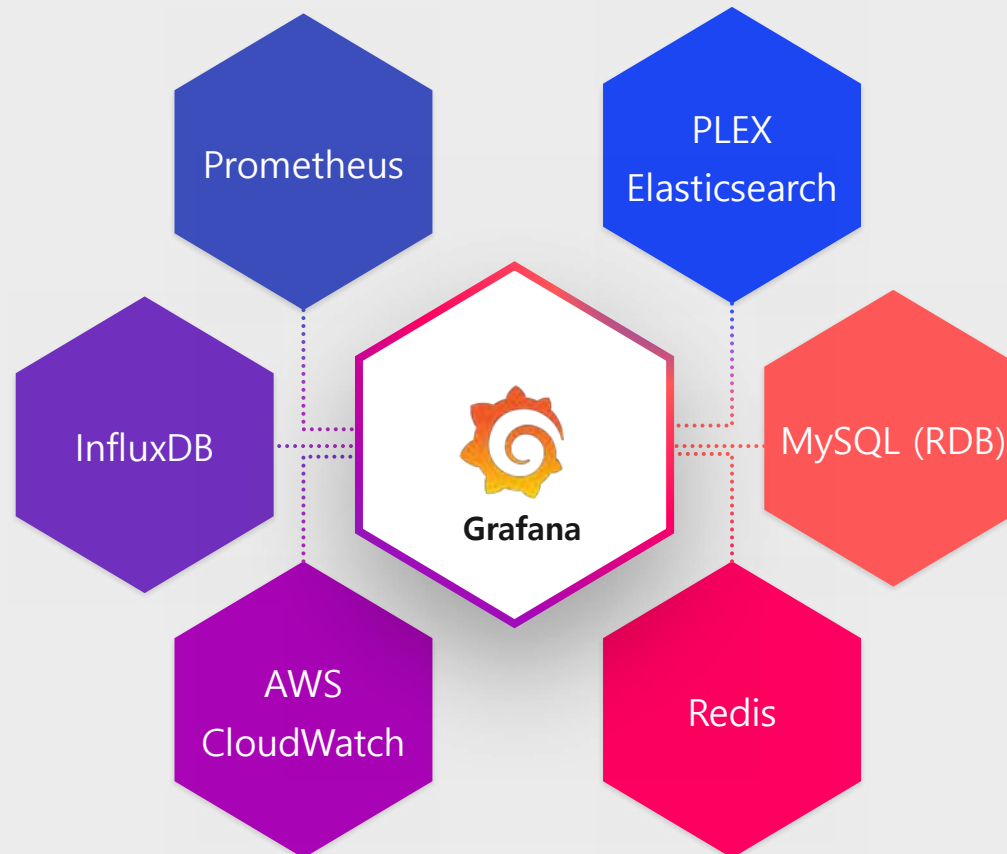 Prometheus
PLEX
Elasticsearch
InfluxDB
Grafana
MySQL (RDB)
AWS
CloudWatch
Redis